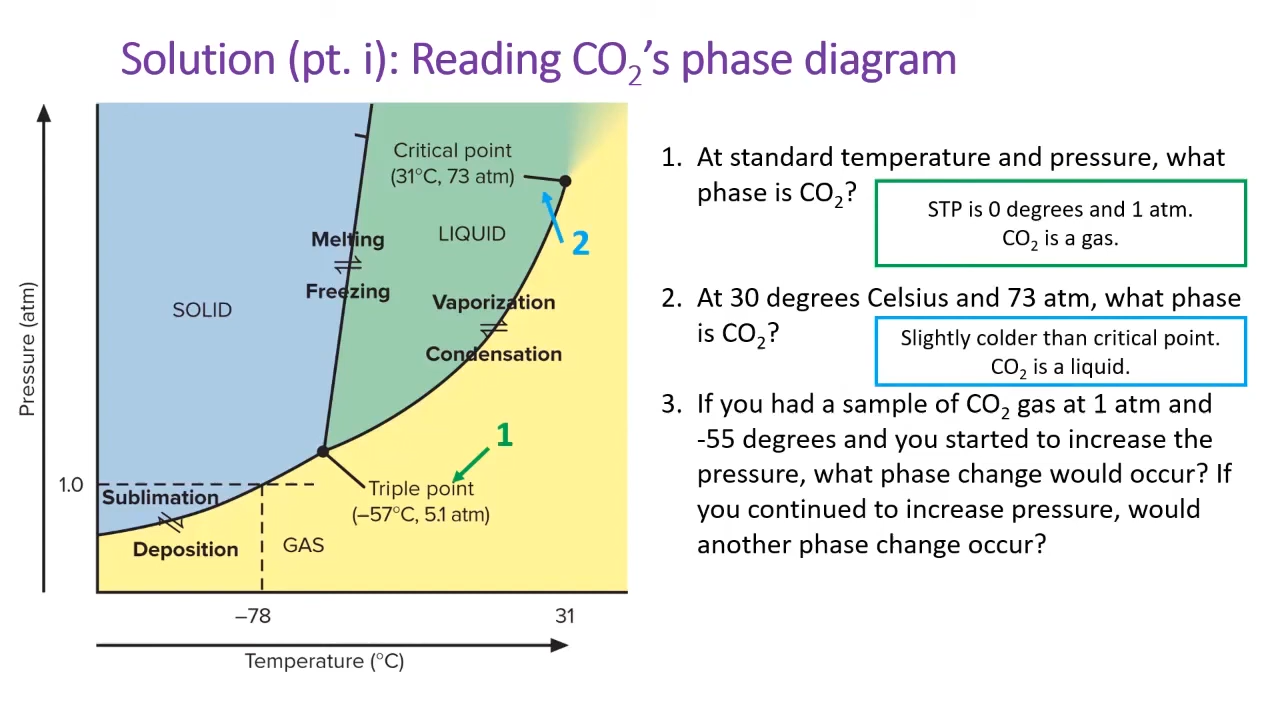 Solution (pt. i): Reading CO₂’s phase diagram
Pressure (atm)
Critical point
(31°C, 73 atm)
2
Melting
⇌
Freezing
LIQUID
SOLID
Vaporization
⇌
Condensation
1
1.0
Sublimation
⇌
Deposition
Triple point
(–57°C, 5.1 atm)
GAS
–78
31
Temperature (°C)
1. At standard temperature and pressure, what
phase is CO₂?
STP is 0 degrees and 1 atm.
CO₂ is a gas.
2. At 30 degrees Celsius and 73 atm, what phase
is CO₂?
Slightly colder than critical point.
CO₂ is a liquid.
3. If you had a sample of CO₂ gas at 1 atm and
-55 degrees and you started to increase the
pressure, what phase change would occur? If
you continued to increase pressure, would
another phase change occur?